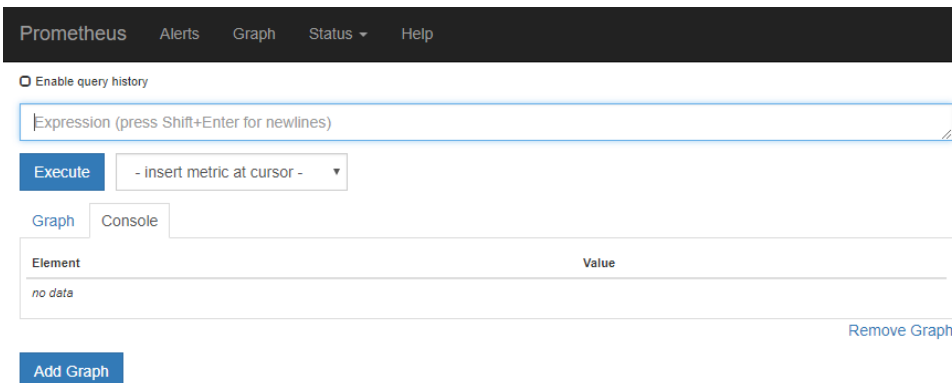 Prometheus Alerts Graph Status Help
Enable query history
Expression (press Shift+Enter for newlines)
Execute - insert metric at cursor -
Graph Console
Element Value
no data
Remove Graph
Add Graph